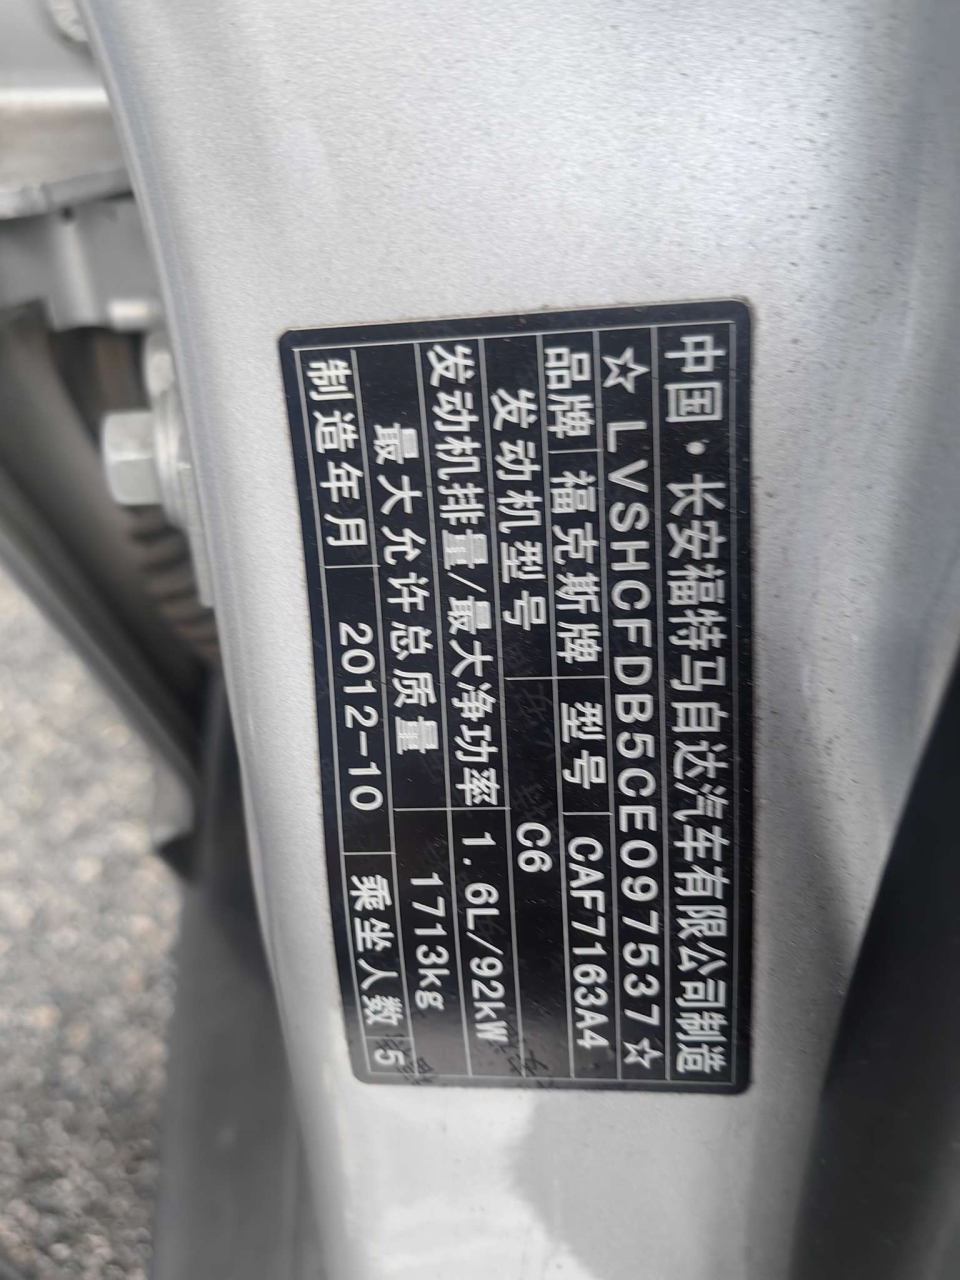 中国·长安福特马自达汽车有限公司制造
☆LVSHCFDB5CE097537☆
品牌 福克斯牌 型号 CAF7163A4
发动机型号 C6
发动机排量/最大净功率 1.6L/92kW
最大允许总质量 1713kg
制造年月 2012-10 乘坐人数 5